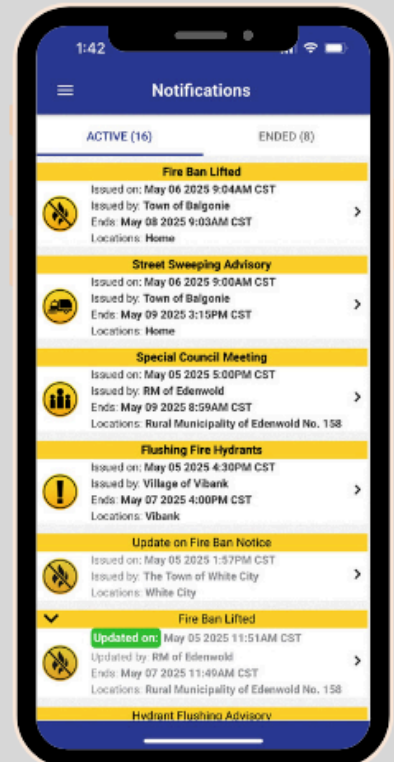 1:42
Notifications
ACTIVE (16)
ENDED (8)
Fire Ban Lifted
Issued on: May 06 2025 9:04AM CST
Issued by: Town of Balgonie
Ends: May 08 2025 9:03AM CST
Locations: Home
Street Sweeping Advisory
Issued on: May 06 2025 9:00AM CST
Issued by: Town of Balgonie
Ends: May 09 2025 3:15PM CST
Locations: Home
Special Council Meeting
Issued on: May 05 2025 5:00PM CST
Issued by: RM of Edenwold
Ends: May 09 2025 8:59AM CST
Locations: Rural Municipality of Edenwold No. 158
Flushing Fire Hydrants
Issued on: May 05 2025 4:30PM CST
Issued by: Village of Vibank
Ends: May 07 2025 4:00PM CST
Locations: Vibank
Update on Fire Ban Notice
Issued on: May 05 2025 1:57PM CST
Issued by: The Town of White City
Locations: White City
Fire Ban Lifted
Updated on: May 05 2025 11:51AM CST
Updated by: RM of Edenwold
Ends: May 07 2025 11:49AM CST
Locations: Rural Municipality of Edenwold No. 158
Hydrant Flushing Advisory